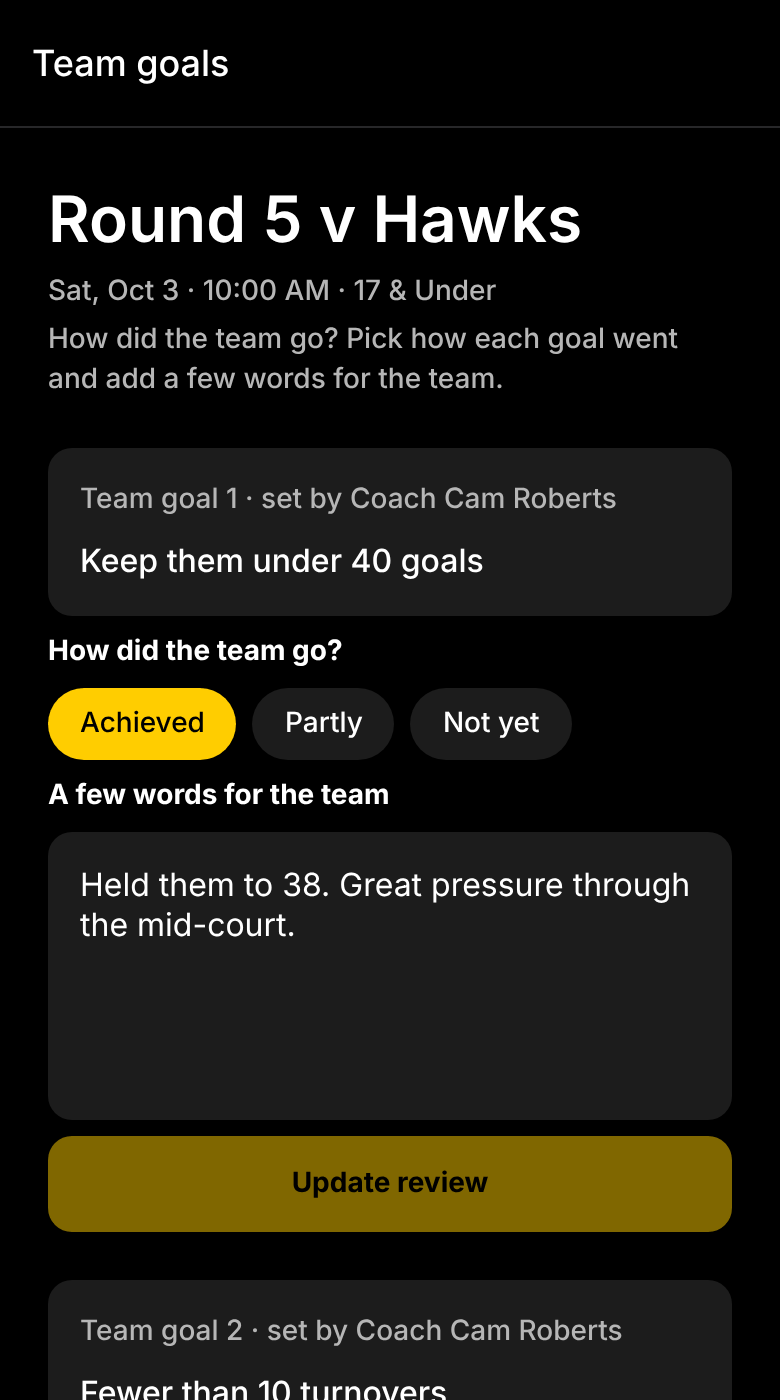 Team goals
Round 5 v Hawks
Sat, Oct 3 · 10:00 AM · 17 & Under
How did the team go? Pick how each goal went
and add a few words for the team.
Team goal 1 · set by Coach Cam Roberts
Keep them under 40 goals
How did the team go?
Achieved
Partly
Not yet
A few words for the team
Held them to 38. Great pressure through
the mid-court.
Update review
Team goal 2 · set by Coach Cam Roberts
Fewer than 10 turnovers